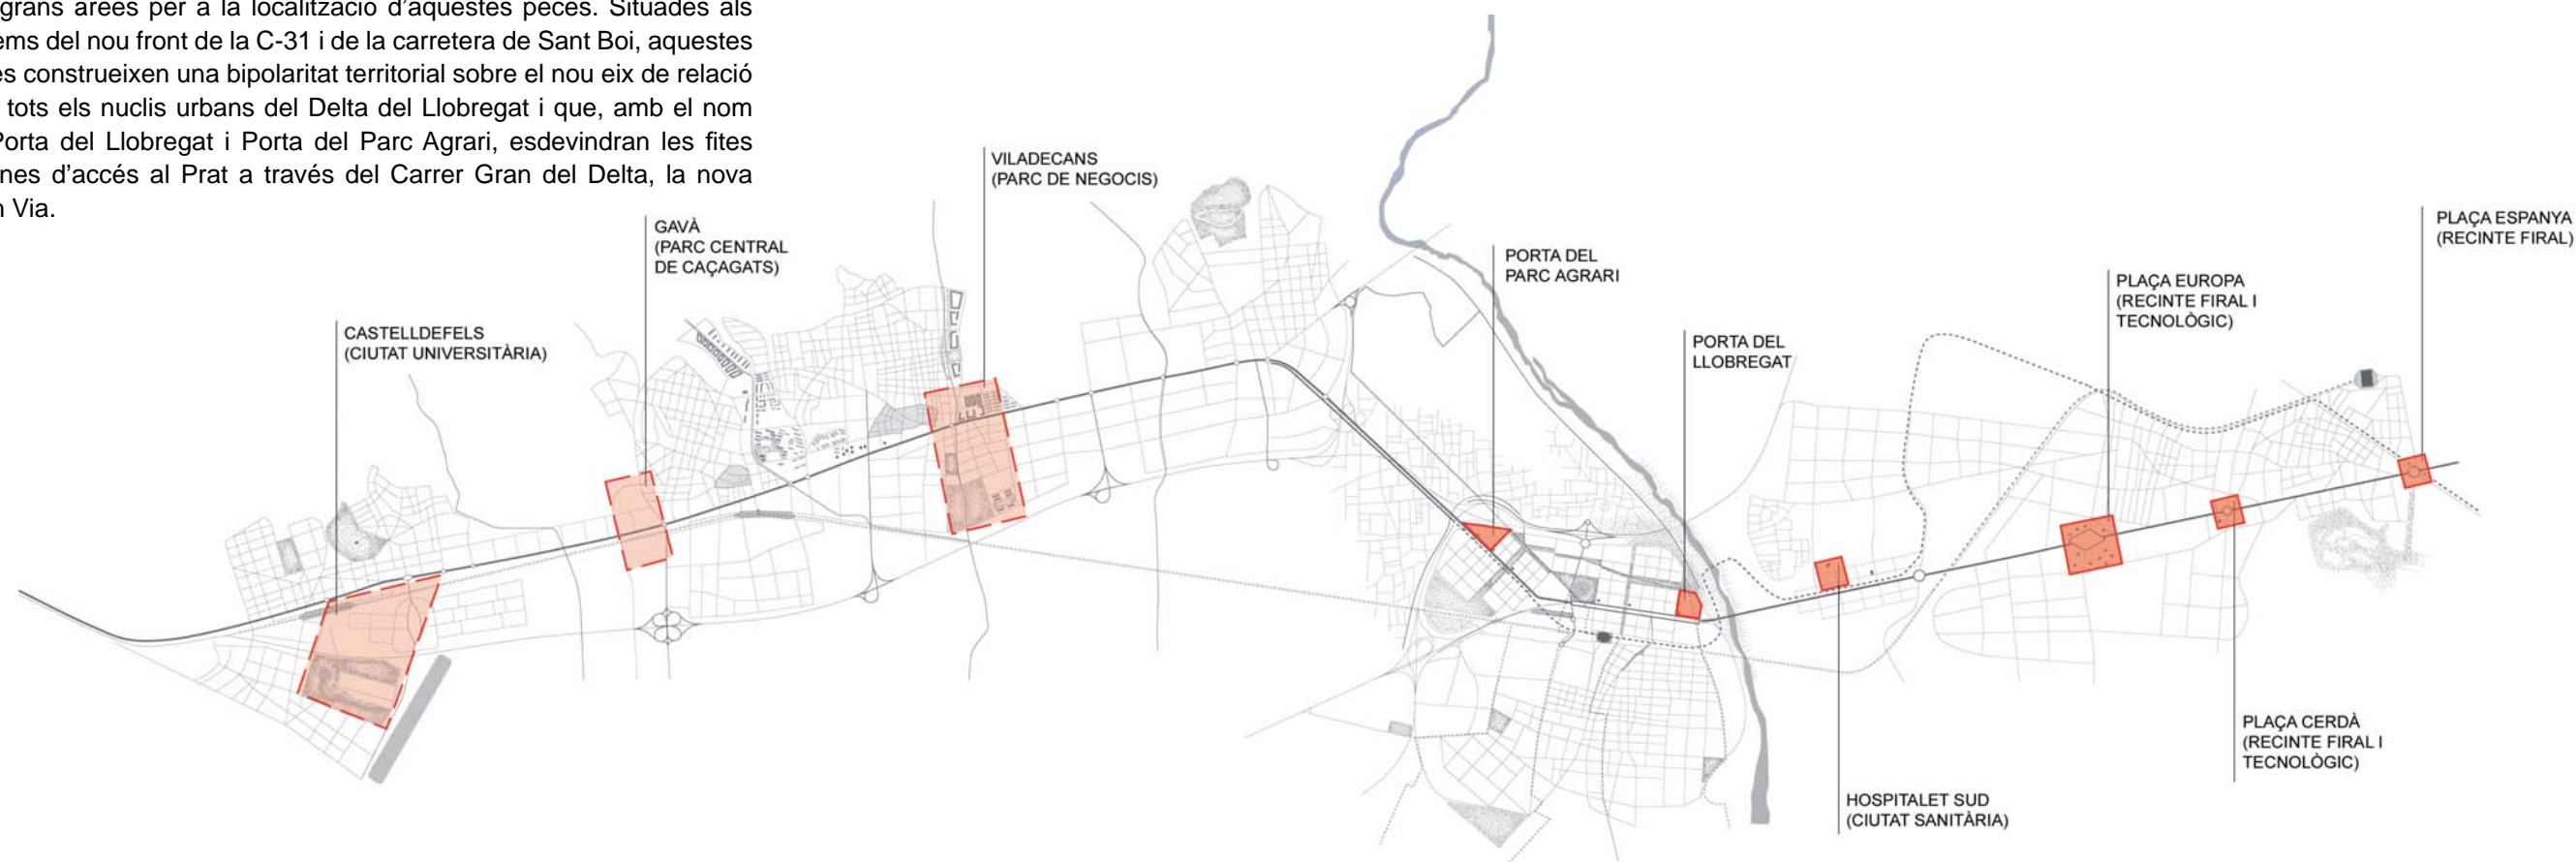 grans àrees per a la localització d'aquestes peces. Situades als
del nou front de la C-31 i de la carretera de Sant Boi, aquestes
construeixen una bipolaritat territorial sobre el nou eix de relació
tots els nuclis urbans del Delta del Llobregat i que, amb el nom
Porta del Llobregat i Porta del Parc Agrari, esdevindran les fites
d'accés al Prat a través del Carrer Gran del Delta, la nova
Via.
VILADECANS
(PARC DE NEGOCIS)
GAVÀ
(PARC CENTRAL
DE CAÇAGATS)
CASTELLDEFELS
(CIUTAT UNIVERSITÀRIA)
PORTA DEL
PARC AGRARI
PORTA DEL
LLOBREGAT
PLAÇA EUROPA
(RECINTE FIRAL I
TECNOLÒGIC)
PLAÇA ESPANYA
(RECINTE FIRAL)
PLAÇA CERDÀ
(RECINTE FIRAL I
TECNOLÒGIC)
HOSPITALET SUD
(CIUTAT SANITÀRIA)